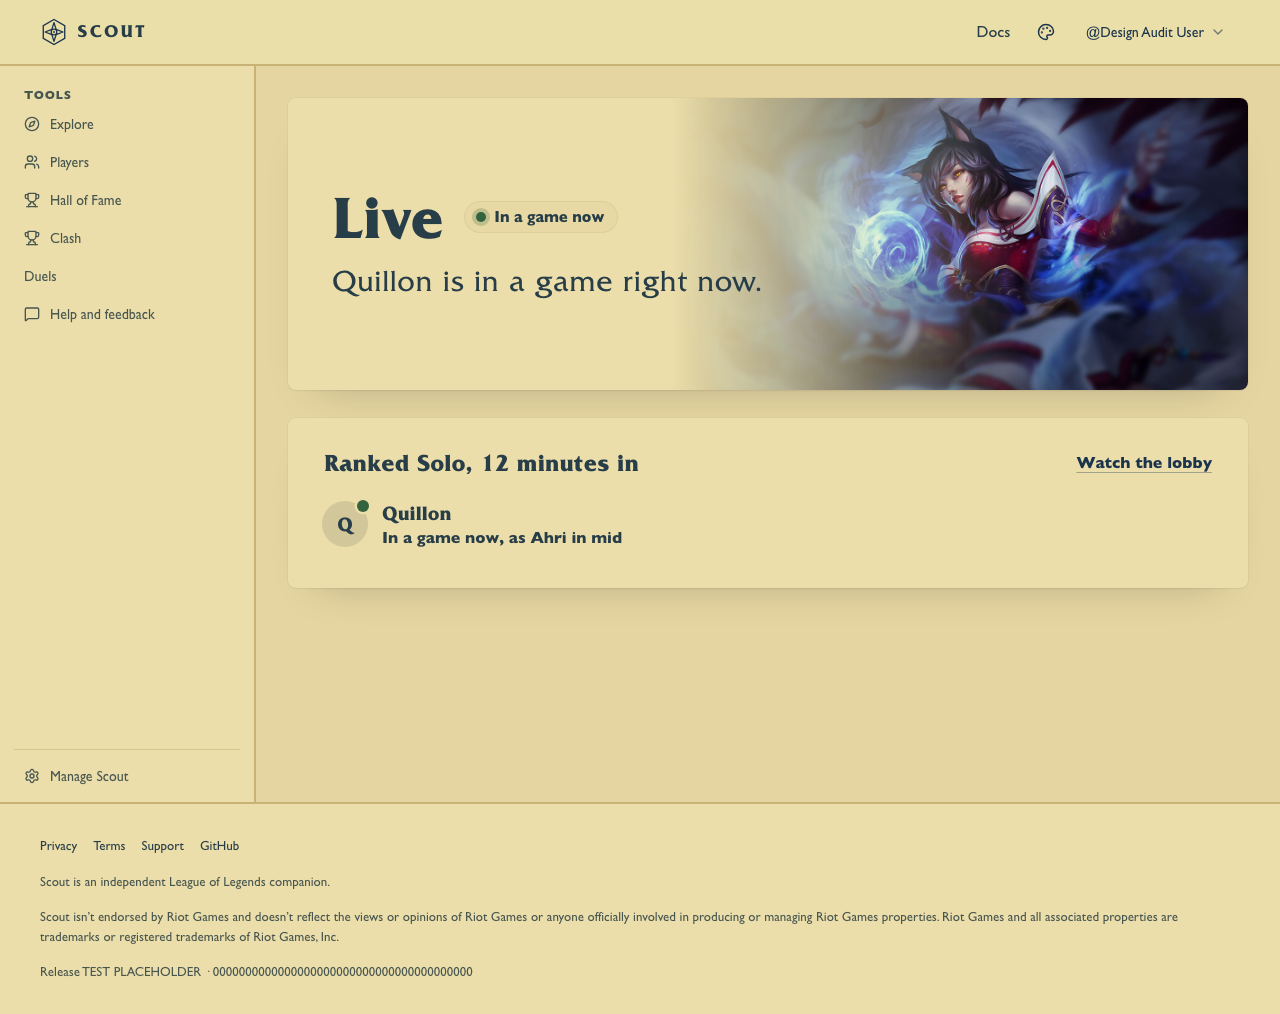 SCOUT
Docs
@Design Audit User
TOOLS
Explore
Players
Hall of Fame
Clash
Duels
Help and feedback
Manage Scout
Live
In a game now
Quillon is in a game right now.
Ranked Solo, 12 minutes in
Watch the lobby
Q
Quillon
In a game now, as Ahri in mid
Privacy Terms Support GitHub
Scout is an independent League of Legends companion.
Scout isn't endorsed by Riot Games and doesn't reflect the views or opinions of Riot Games or anyone officially involved in producing or managing Riot Games properties. Riot Games and all associated properties are
trademarks or registered trademarks of Riot Games, Inc.
Release TEST PLACEHOLDER · 0000000000000000000000000000000000000000